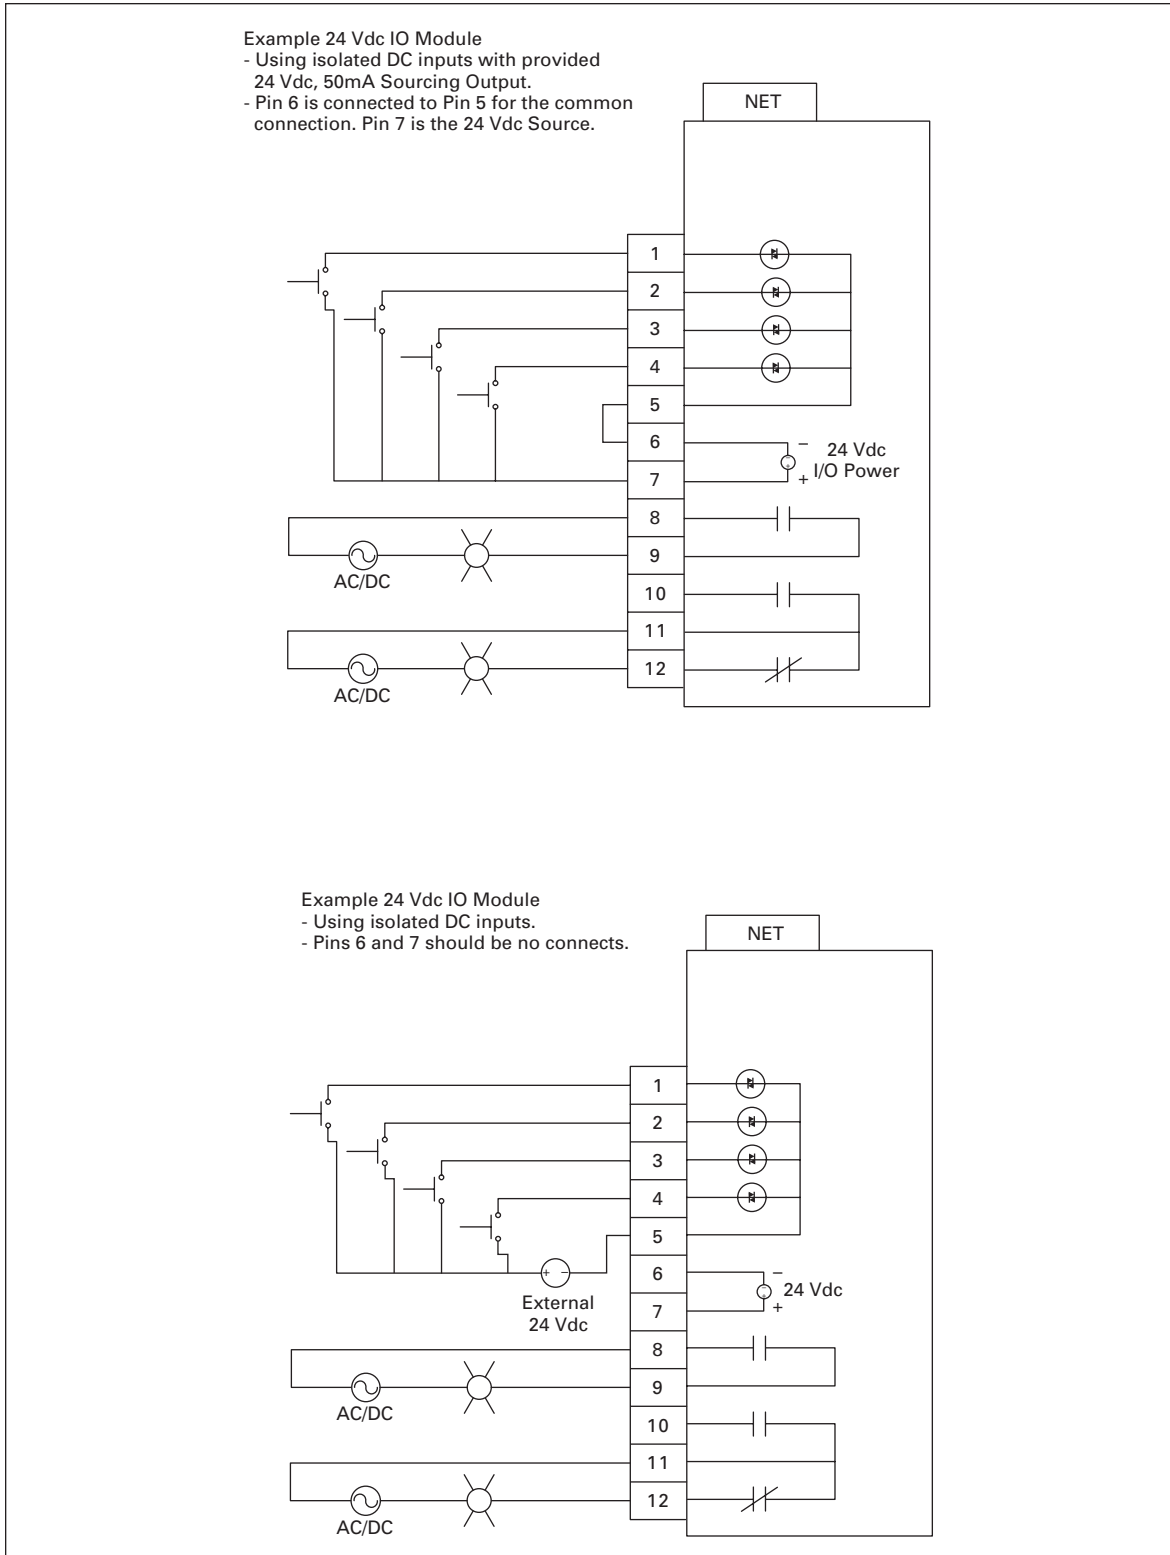 Example 24 Vdc IO Module
- Using isolated DC inputs with provided
24 Vdc, 50mA Sourcing Output.
- Pin 6 is connected to Pin 5 for the common
connection. Pin 7 is the 24 Vdc Source.
NET
1
2
3
4
5
6
7
8
9
10
11
12
– 24 Vdc
+ I/O Power
AC/DC
AC/DC
Example 24 Vdc IO Module
- Using isolated DC inputs.
- Pins 6 and 7 should be no connects.
NET
1
2
3
4
5
6
7
8
9
10
11
12
+ –
External
24 Vdc
–
24 Vdc
+
AC/DC
AC/DC